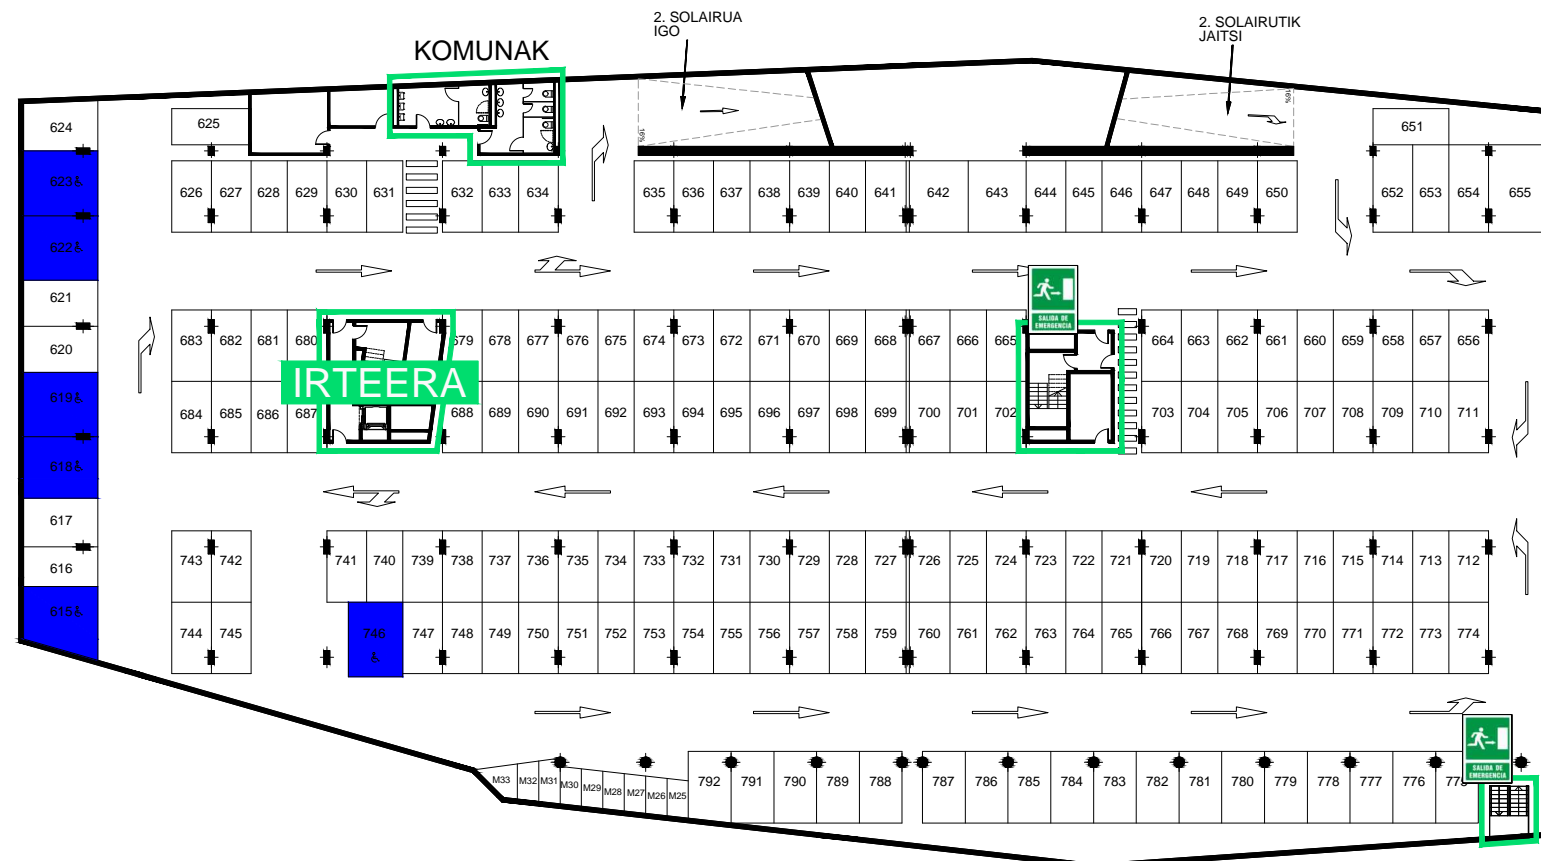 2. SOLAIRUA
IGO
2. SOLAIRUTIK
JAITSI
KOMUNAK
16%
16%
624
625
651
623
626 627 628 629 630 631 632 633 634 635 636 637 638 639 640 641 642 643 644 645 646 647 648 649 650 652 653 654 655
622
SALIDA DE
EMERGENCIA
621
683 682 681 680 679 678 677 676 675 674 673 672 671 670 669 668 667 666 665 664 663 662 661 660 659 658 657 656
620
IRTEERA
619
684 685 686 687 688 689 690 691 692 693 694 695 696 697 698 699 700 701 702 703 704 705 706 707 708 709 710 711
618
617
743 742 741 740 739 738 737 736 735 734 733 732 731 730 729 728 727 726 725 724 723 722 721 720 719 718 717 716 715 714 713 712
616
615
744 745 746 747 748 749 750 751 752 753 754 755 756 757 758 759 760 761 762 763 764 765 766 767 768 769 770 771 772 773 774
SALIDA DE
EMERGENCIA
M33 M32 M31 M30 M29 M28 M27 M26 M25 792 791 790 789 788 787 786 785 784 783 782 781 780 779 778 777 776